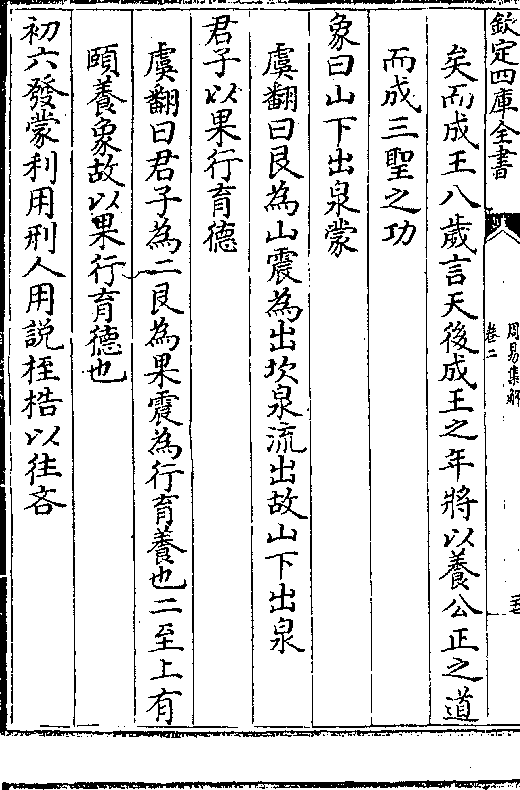 欽定四庫全書
周易集解
卷二
矣而成王八歲言天後成王之年將以養公正之道
而成三聖之功
象曰山下出泉蒙
虞翻曰艮為山震為出坎泉流出故山下出泉
君子以果行育德
虞翻曰君子為二艮為果震為行育養也二至上有
頤養象故以果行育德也
初六發蒙利用刑人用説桎梏以往吝